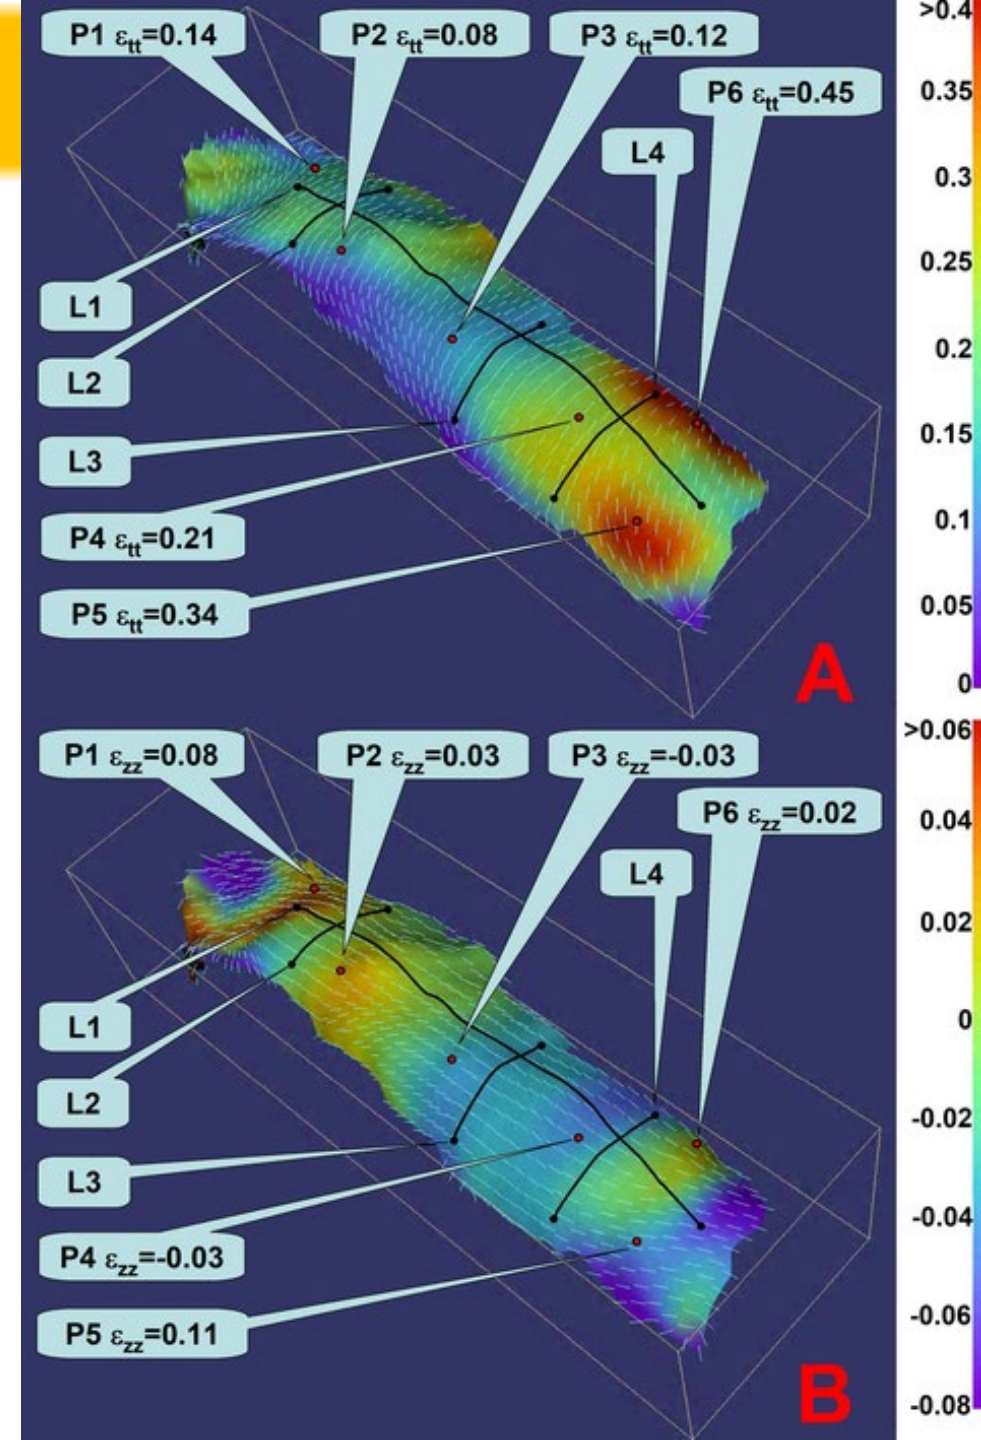 P1 εtt=0.14
P2 εtt=0.08
P3 εtt=0.12
P6 εtt=0.45
L4
L1
L2
L3
P4 εtt=0.21
P5 εtt=0.34
A
>0.4
0.35
0.3
0.25
0.2
0.15
0.1
0.05
0
P1 εzz=0.08
P2 εzz=0.03
P3 εzz=-0.03
P6 εzz=0.02
L4
L1
L2
L3
P4 εzz=-0.03
P5 εzz=0.11
B
>0.06
0.04
0.02
0
-0.02
-0.04
-0.06
-0.08